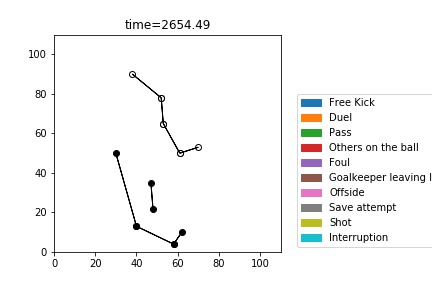 time=2654.49
100
80
60
40
20
0
0 20 40 60 80 100
Free Kick
Duel
Pass
Others on the ball
Foul
Goalkeeper leaving l
Offside
Save attempt
Shot
Interruption